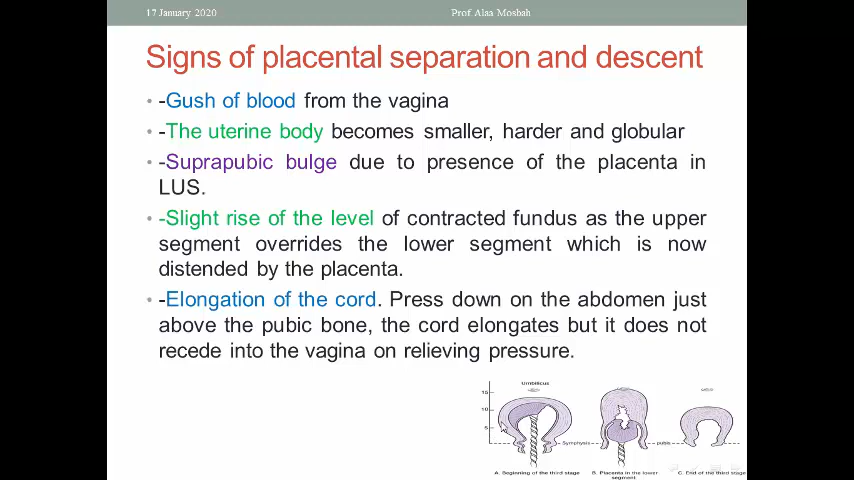 17 January 2020
Prof Alaa Mosbah
Signs of placental separation and descent
• -Gush of blood from the vagina
• -The uterine body becomes smaller, harder and globular
• -Suprapubic bulge due to presence of the placenta in
LUS.
• -Slight rise of the level of contracted fundus as the upper
segment overrides the lower segment which is now
distended by the placenta.
• -Elongation of the cord. Press down on the abdomen just
above the pubic bone, the cord elongates but it does not
recede into the vagina on relieving pressure.
Umbilicus
15
10
5
Symphysis
pubis
A. Beginning of the third stage
B. Placenta in the lower
segment.
C. End of the third stage